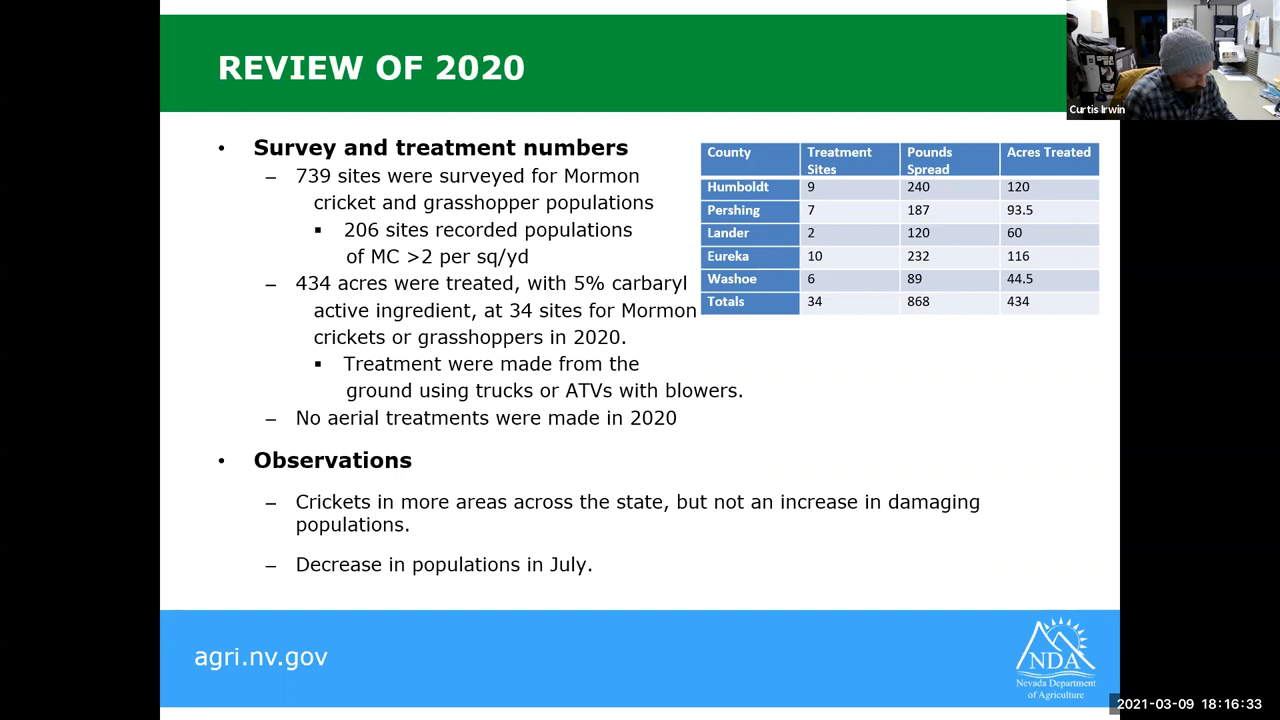 REVIEW OF 2020
Curtis Irwin
• Survey and treatment numbers
– 739 sites were surveyed for Mormon
cricket and grasshopper populations
▪ 206 sites recorded populations
of MC >2 per sq/yd
– 434 acres were treated, with 5% carbaryl
active ingredient, at 34 sites for Mormon
crickets or grasshoppers in 2020.
▪ Treatment were made from the
ground using trucks or ATVs with blowers.
– No aerial treatments were made in 2020
County Treatment Sites Pounds Spread Acres Treated
Humboldt 9 240 120
Pershing 7 187 93.5
Lander 2 120 60
Eureka 10 232 116
Washoe 6 89 44.5
Totals 34 868 434
• Observations
– Crickets in more areas across the state, but not an increase in damaging
populations.
– Decrease in populations in July.
agri.nv.gov
NDA
Nevada Department
of Agriculture
2021-03-09 18:16:33